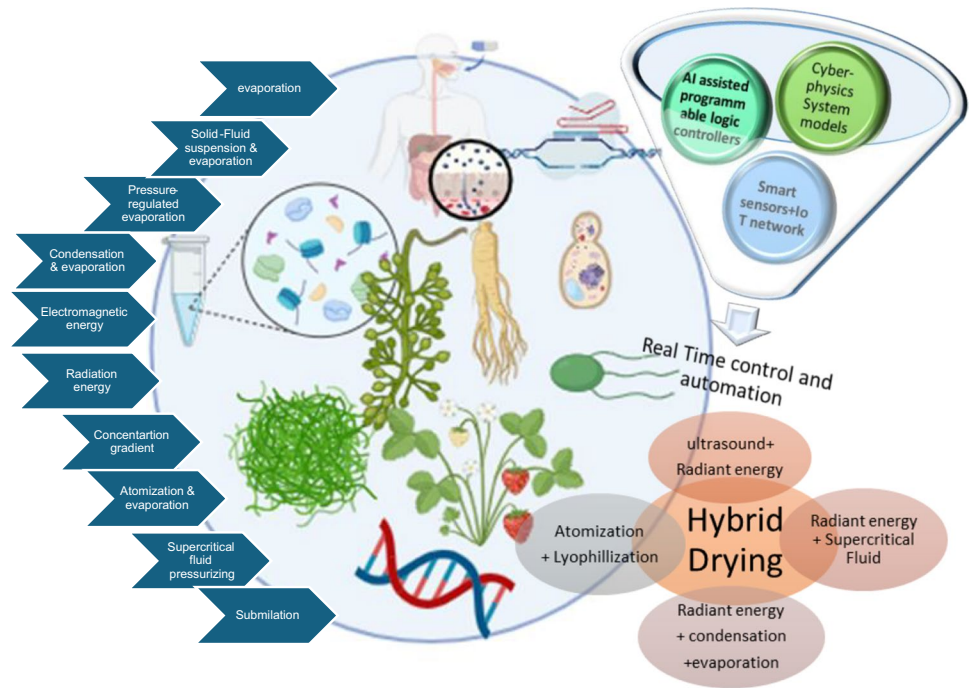 evaporation
Solid-Fluid
suspension &
evaporation
Pressure-
regulated
evaporation
Condensation
& evaporation
Electromagnetic
energy
Radiation
energy
Concentartion
gradient
Atomization &
evaporation
Supercritical
fluid
pressurizing
Submilation
AI assisted
programm
able logic
controllers
Cyber-
physics
System
models
Smart
sensors+Io
T network
Real Time control and
automation
ultrasound+
Radiant energy
Atomization
+ Lyophillization
Hybrid
Drying
Radiant energy
+ Supercritical
Fluid
Radiant energy
+ condensation
+evaporation